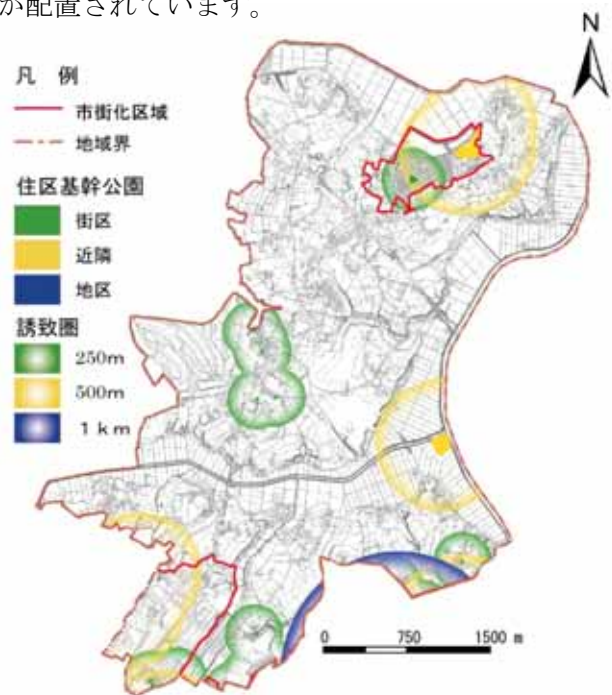 が配置されています。
N
凡 例
市街化区域
地域界
住区基幹公園
街区
近隣
地区
誘致圏
250m
500m
1 km
0 750 1500 m